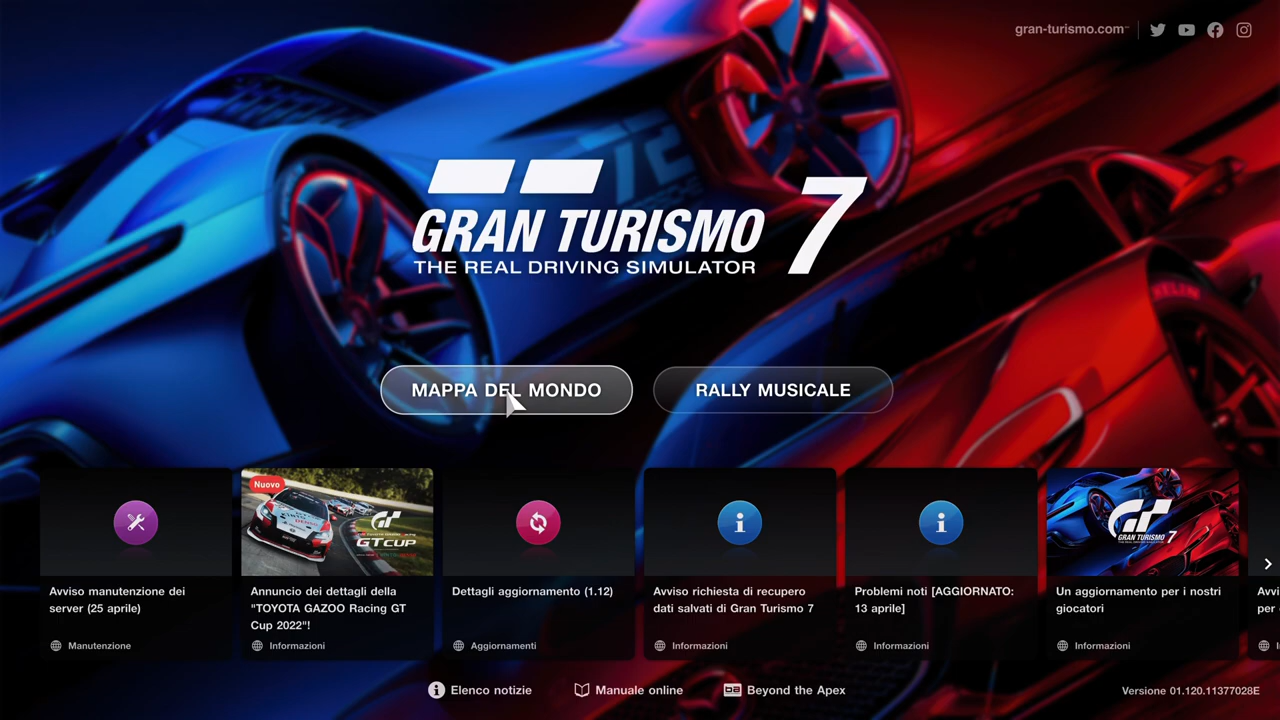 gran-turismo.com
GRAN TURISMO 7
THE REAL DRIVING SIMULATOR
MAPPA DEL MONDO
RALLY MUSICALE
Avviso manutenzione dei
server (25 aprile)
Manutenzione
Nuovo
GT CUP
Annuncio dei dettagli della
"TOYOTA GAZOO Racing GT
Cup 2022"!
Informazioni
Dettagli aggiornamento (1.12)
Aggiornamenti
Avviso richiesta di recupero
dati salvati di Gran Turismo 7
Informazioni
Problemi noti [AGGIORNATO:
13 aprile]
Informazioni
GRAN TURISMO 7
Un aggiornamento per i nostri
giocatori
Informazioni
Elenco notizie
Manuale online
Beyond the Apex
Versione 01.120.11377028E